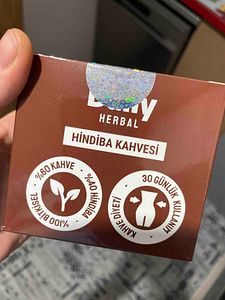 HERBAL
HİNDİBA KAHVESİ
%60 KAHVE
%40 HİNDİBA
%100 BİTKİSEL
30 GÜNLÜK KULLANIM
KAHVE DİYETİ